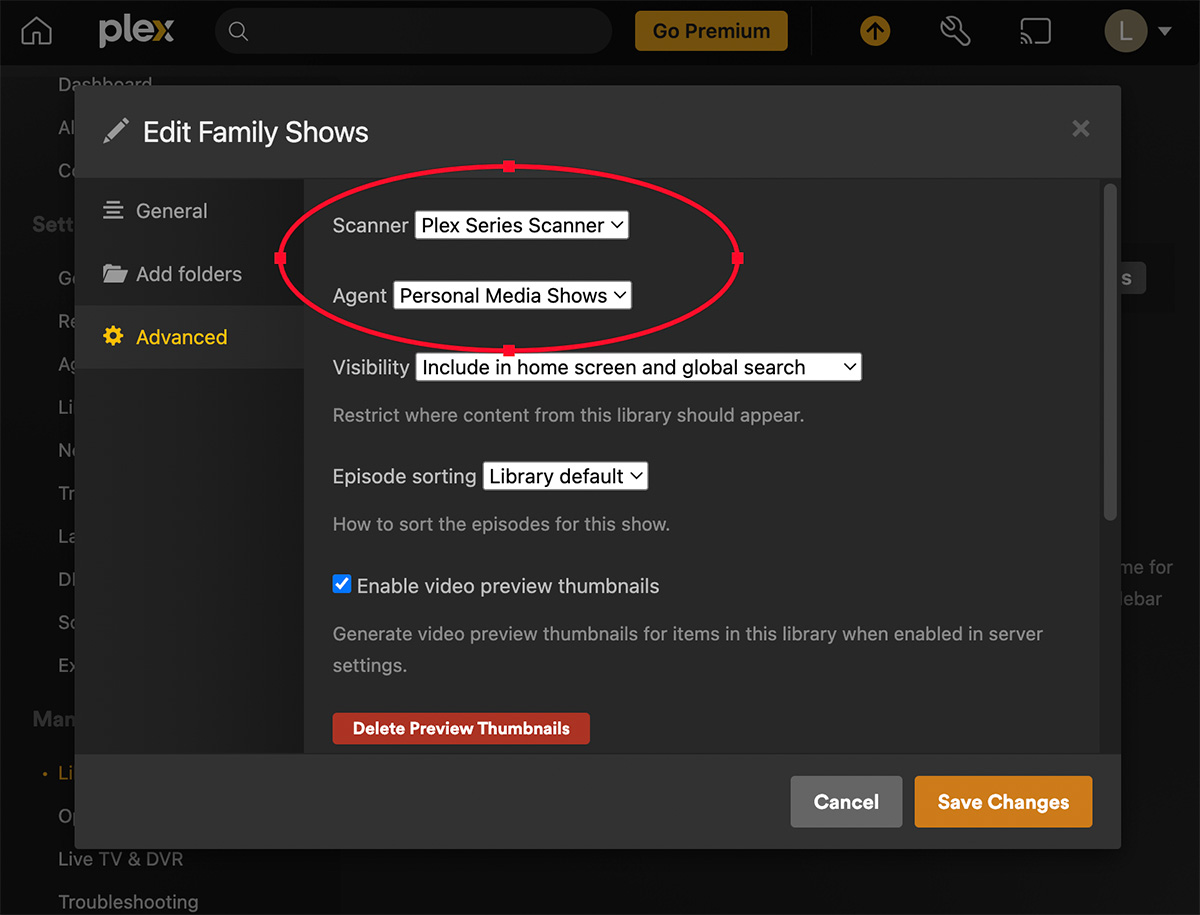 plex
Go Premium
L
Dashboard
Edit Family Shows
General
Add folders
Advanced
Scanner Plex Series Scanner
Agent Personal Media Shows
Visibility Include in home screen and global search
Restrict where content from this library should appear.
Episode sorting Library default
How to sort the episodes for this show.
Enable video preview thumbnails
Generate video preview thumbnails for items in this library when enabled in server
settings.
Delete Preview Thumbnails
Cancel
Save Changes
Live TV & DVR
Troubleshooting